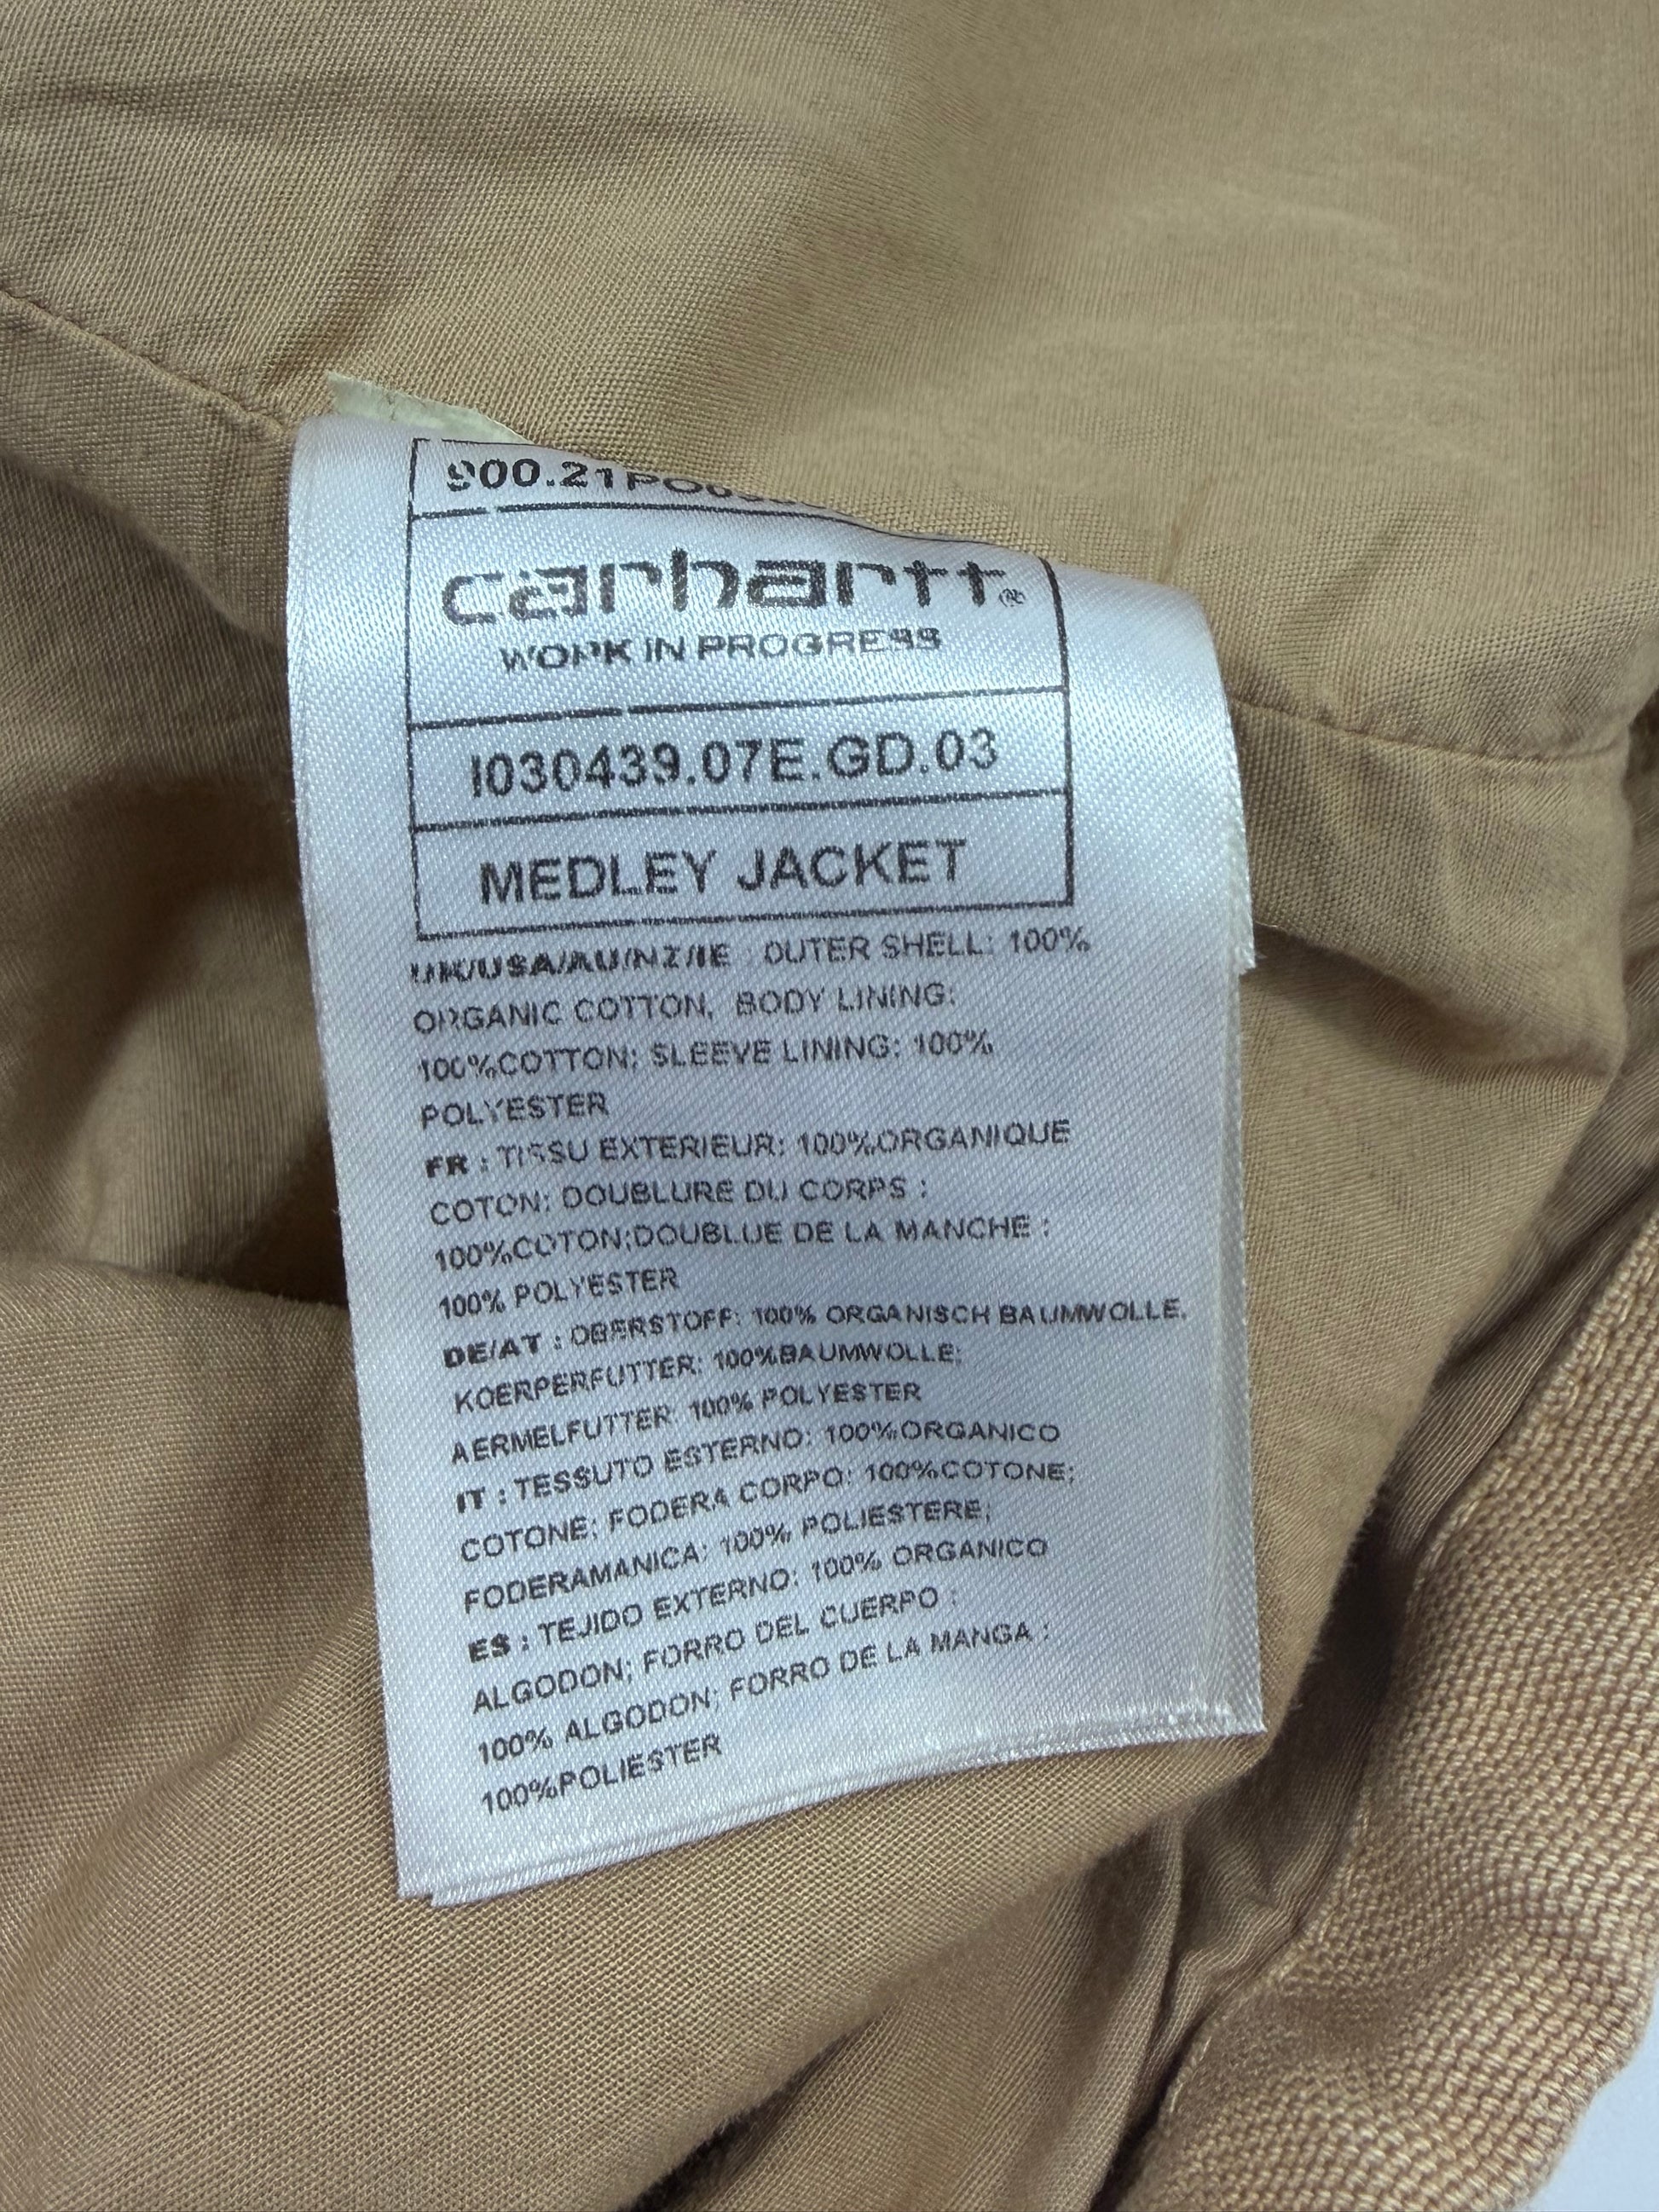 900.21PO
carhartt®
WORK IN PROGRESS
I030439.07E.GD.03
MEDLEY JACKET
UK/USA/AU/NZ/IE : OUTER SHELL: 100%
ORGANIC COTTON, BODY LINING:
100%COTTON; SLEEVE LINING: 100%
POLYESTER
FR : TISSU EXTERIEUR: 100%ORGANIQUE
COTON; DOUBLURE DU CORPS :
100%COTON;DOUBLUE DE LA MANCHE :
100% POLYESTER
DE/AT : OBERSTOFF: 100% ORGANISCH BAUMWOLLE,
KOERPERFUTTER: 100%BAUMWOLLE;
AERMELFUTTER: 100% POLYESTER
IT : TESSUTO ESTERNO: 100%ORGANICO
COTONE; FODERA CORPO: 100%COTONE;
FODERAMANICA: 100% POLIESTERE;
ES : TEJIDO EXTERNO: 100% ORGANICO
ALGODON; FORRO DEL CUERPO :
100% ALGODON; FORRO DE LA MANGA :
100%POLIESTER